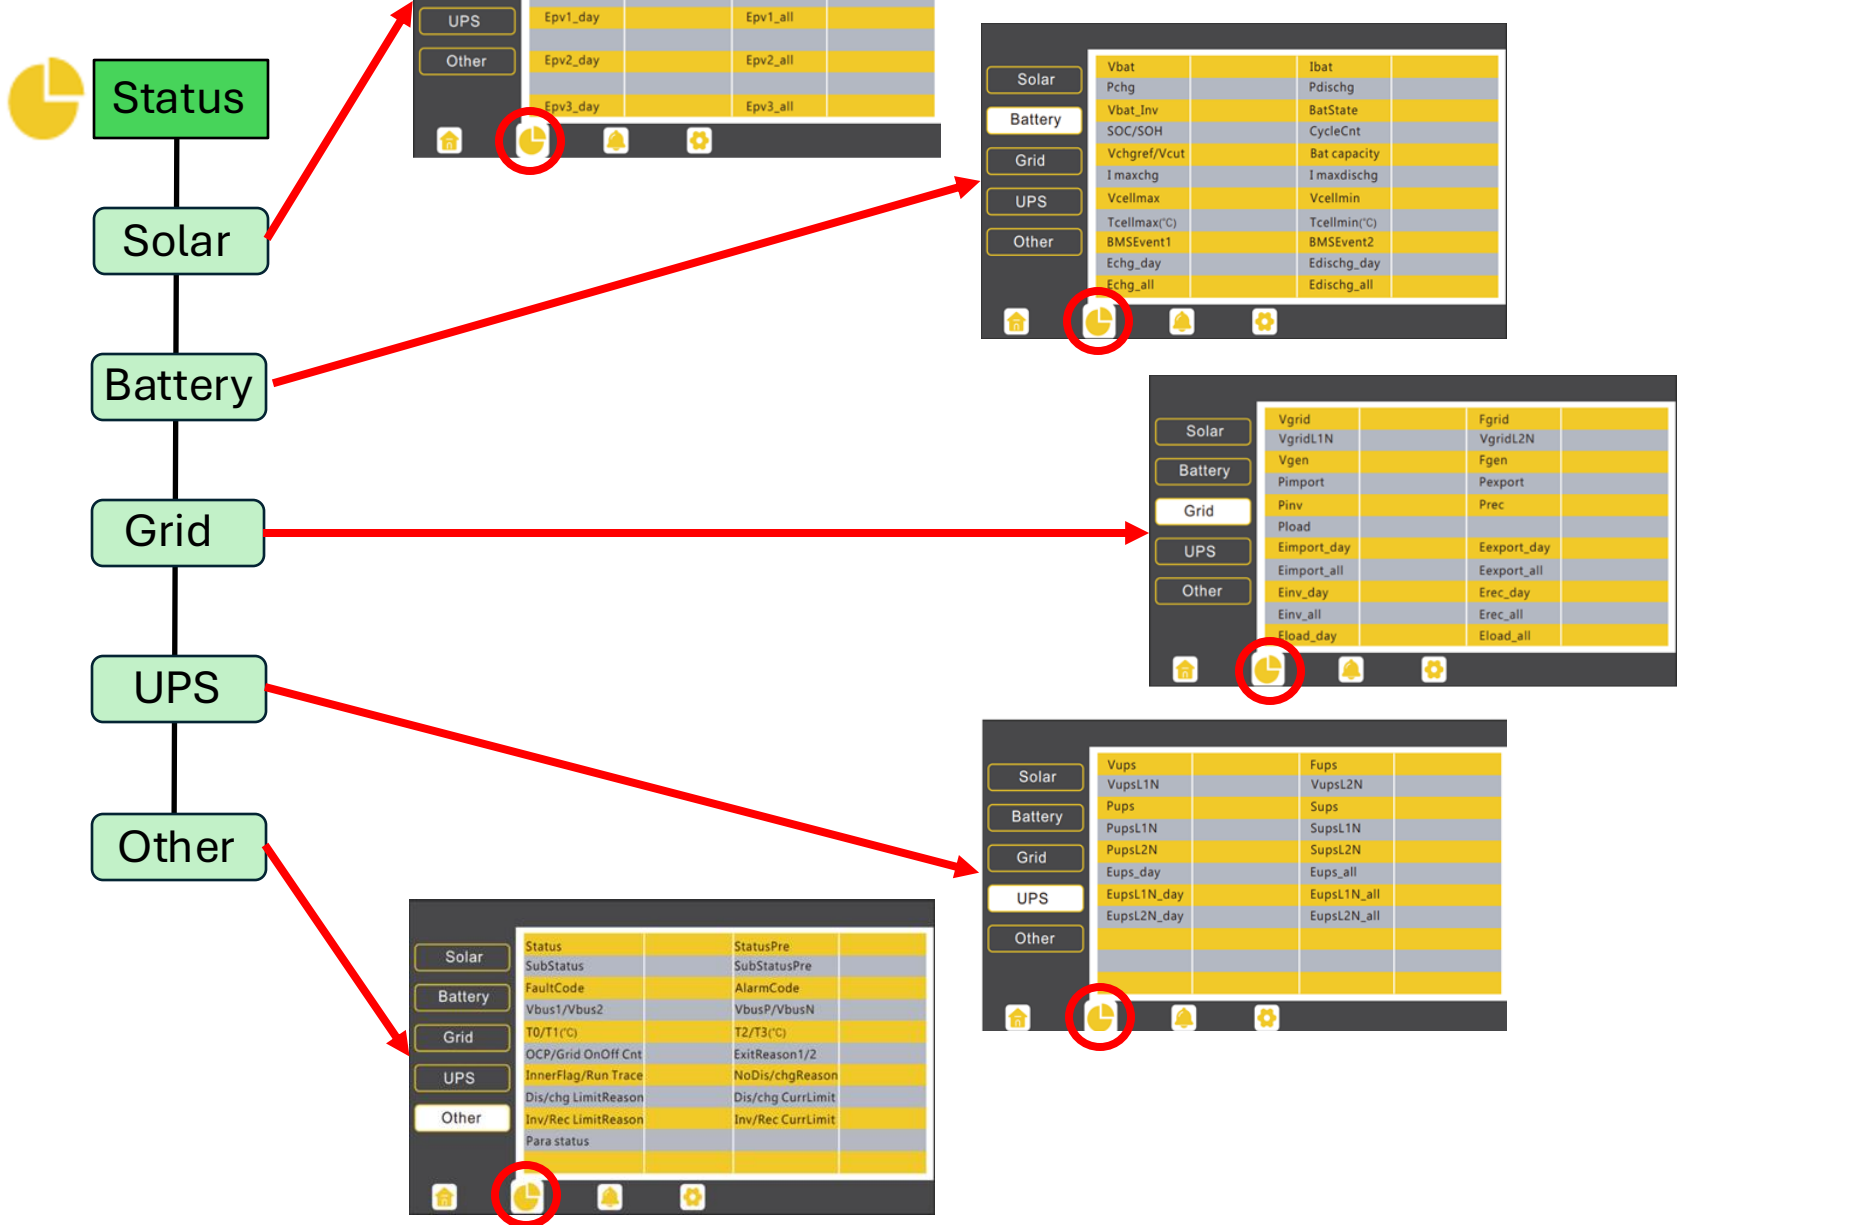 Status
Solar
Battery
Grid
UPS
Other
UPS
Other
Epv1_day Epv1_all
Epv2_day Epv2_all
Epv3_day Epv3_all
Solar
Battery
Grid
UPS
Other
Vbat Ibat
Pchg Pdischg
Vbat_Inv BatState
SOC/SOH CycleCnt
Vchgref/Vcut Bat capacity
I maxchg I maxdischg
Vcellmax Vcellmin
Tcellmax(°C) Tcellmin(°C)
BMSEvent1 BMSEvent2
Echg_day Edischg_day
Echg_all Edischg_all
Solar
Battery
Grid
UPS
Other
Vgrid Fgrid
VgridL1N VgridL2N
Vgen Fgen
Pimport Pexport
Pinv Prec
Pload
Eimport_day Eexport_day
Eimport_all Eexport_all
Einv_day Erec_day
Einv_all Erec_all
Eload_day Eload_all
Solar
Battery
Grid
UPS
Other
Vups Fups
VupsL1N VupsL2N
Pups Sups
PupsL1N SupsL1N
PupsL2N SupsL2N
Eups_day Eups_all
EupsL1N_day EupsL1N_all
EupsL2N_day EupsL2N_all
Solar
Battery
Grid
UPS
Other
Status StatusPre
SubStatus SubStatusPre
FaultCode AlarmCode
Vbus1/Vbus2 VbusP/VbusN
T0/T1(°C) T2/T3(°C)
OCP/Grid OnOff Cnt ExitReason1/2
InnerFlag/Run Trace NoDis/chgReason
Dis/chg LimitReason Dis/chg CurrLimit
Inv/Rec LimitReason Inv/Rec CurrLimit
Para status